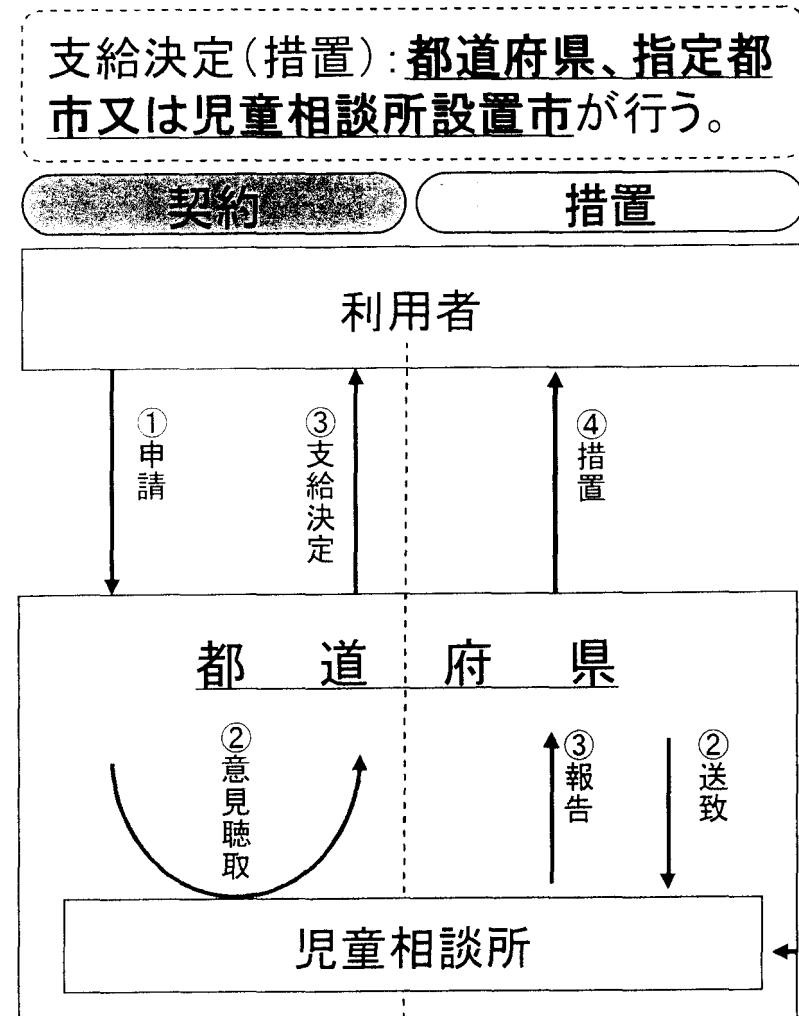 支給決定(措置):都道府県、指定都
市又は児童相談所設置市が行う。
契約
措置
利用者
①申請
③支給決定
④措置
都道府県
②意見聴取
③報告
②送致
児童相談所